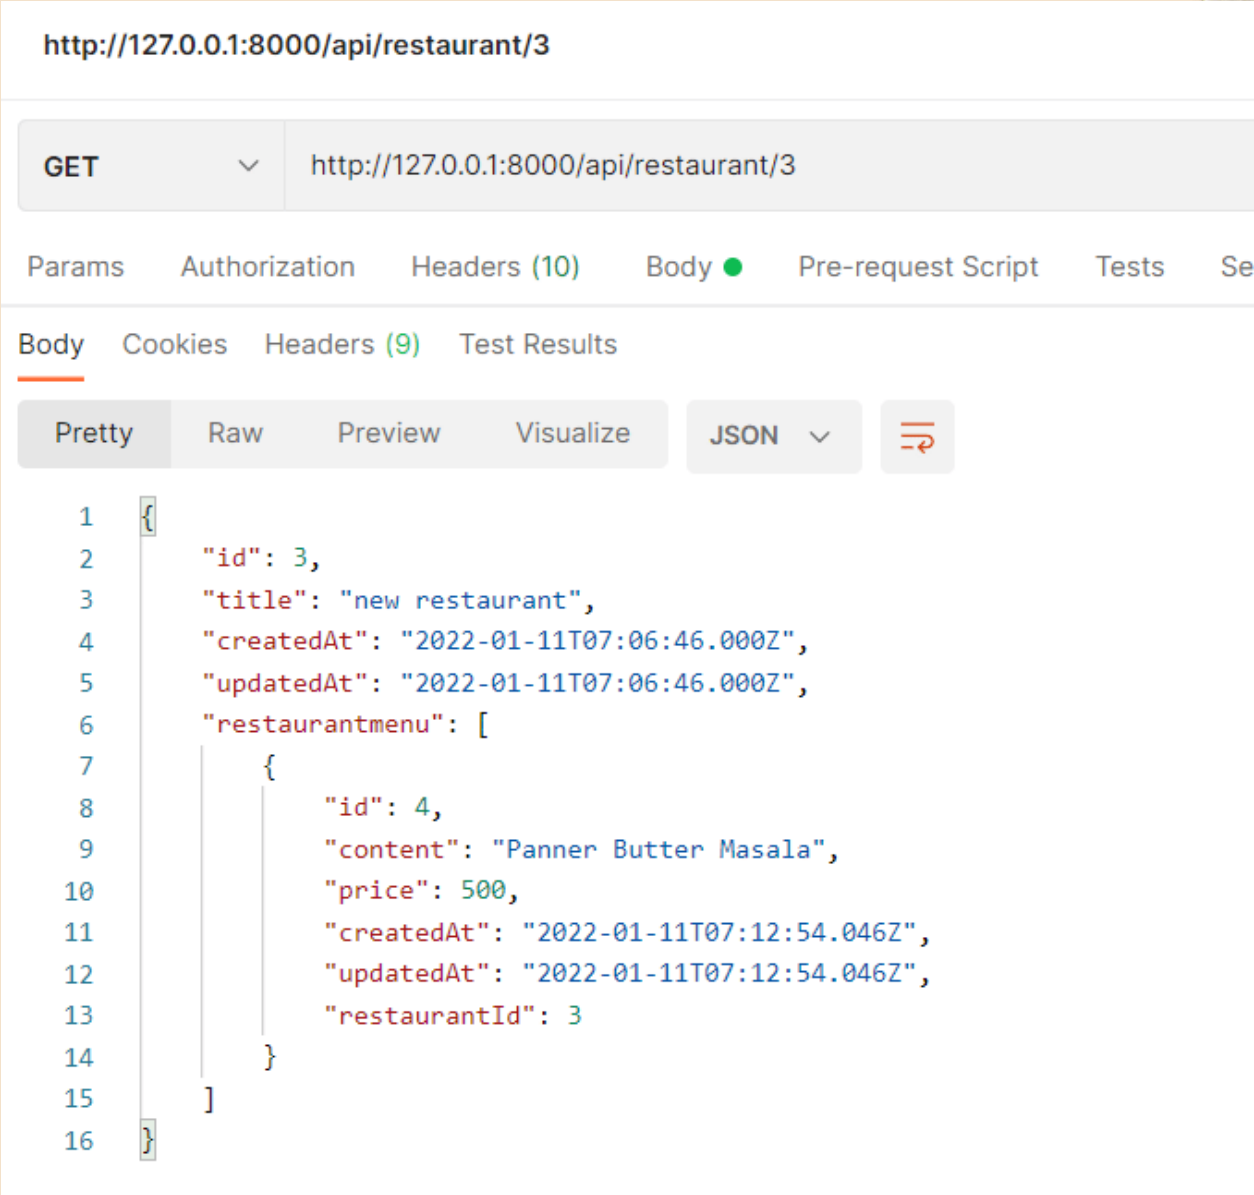 http://127.0.0.1:8000/api/restaurant/3
GET http://127.0.0.1:8000/api/restaurant/3
Params Authorization Headers (10) Body Pre-request Script Tests Se
Body Cookies Headers (9) Test Results
Pretty Raw Preview Visualize JSON
1 {
2 "id": 3,
3 "title": "new restaurant",
4 "createdAt": "2022-01-11T07:06:46.000Z",
5 "updatedAt": "2022-01-11T07:06:46.000Z",
6 "restaurantmenu": [
7 {
8 "id": 4,
9 "content": "Panner Butter Masala",
10 "price": 500,
11 "createdAt": "2022-01-11T07:12:54.046Z",
12 "updatedAt": "2022-01-11T07:12:54.046Z",
13 "restaurantId": 3
14 }
15 ]
16 }